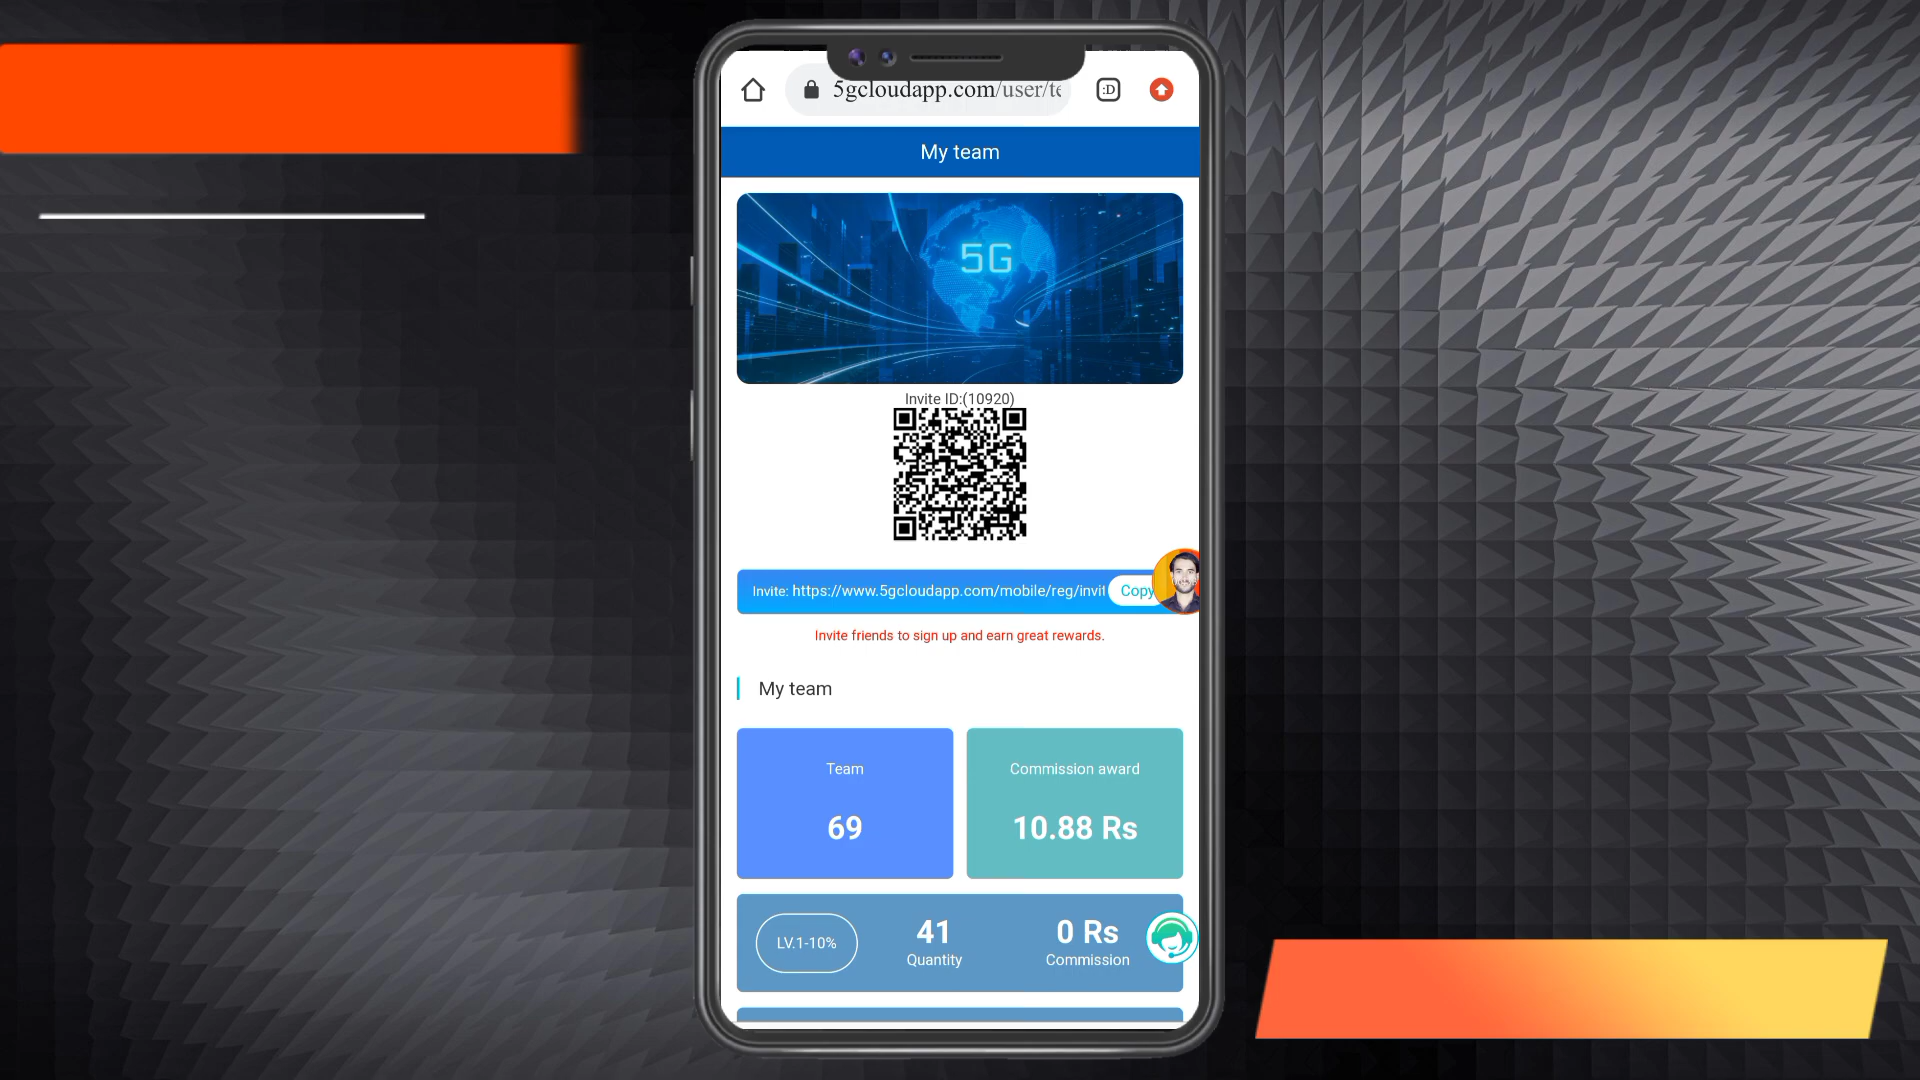 5gcloudapp.com/user/te
:D
My team
5G
Invite ID:(10920)
Invite: https://www.5gcloudapp.com/mobile/reg/invit
Copy
Invite friends to sign up and earn great rewards.
My team
Team
Commission award
69
10.88 Rs
LV.1-10%
41
0 Rs
Quantity
Commission